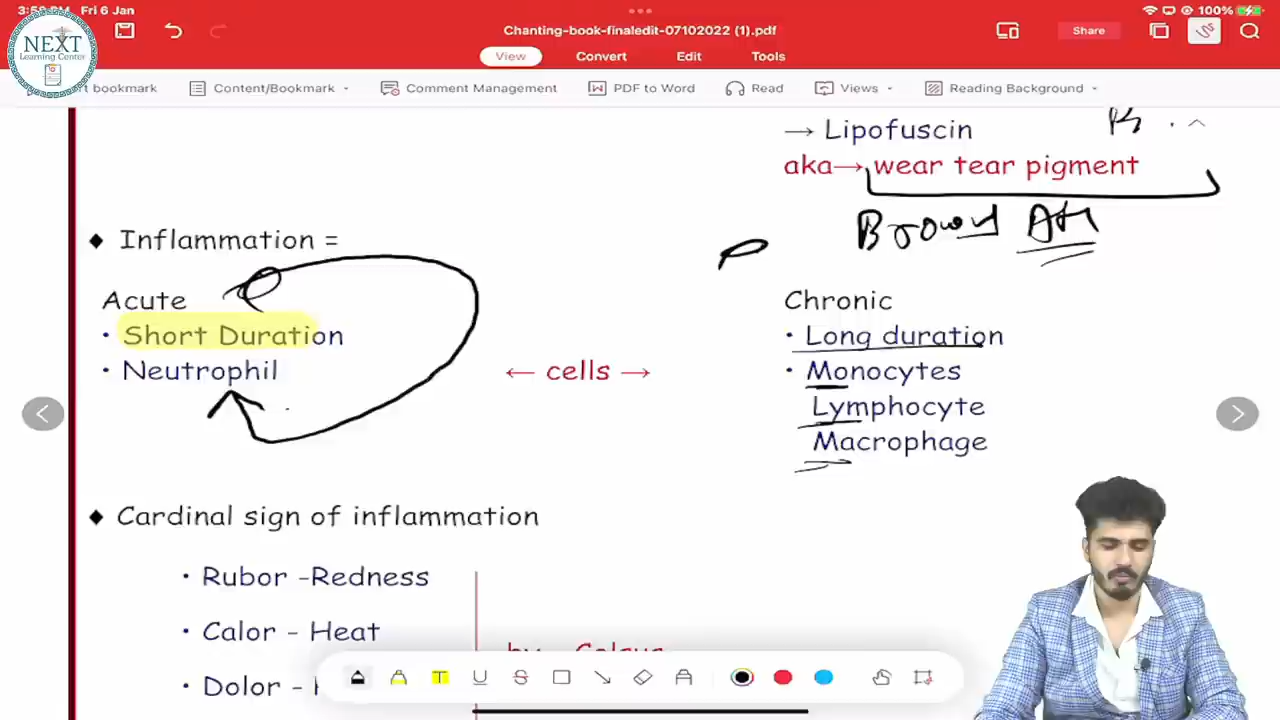 3:58 PM Fri 6 Jan
100%
NEXT
Learning Center
Chanting-book-finaledit-07102022 (1).pdf
Share
View
Convert
Edit
Tools
bookmark
Content/Bookmark
Comment Management
PDF to Word
Read
Views
Reading Background
→ Lipofuscin
aka→ wear tear pigment
Brown
◆ Inflammation =
Acute
• Short Duration
• Neutrophil
← cells →
Chronic
• Long duration
• Monocytes
Lymphocyte
Macrophage
◆ Cardinal sign of inflammation
• Rubor -Redness
• Calor - Heat
• Dolor -